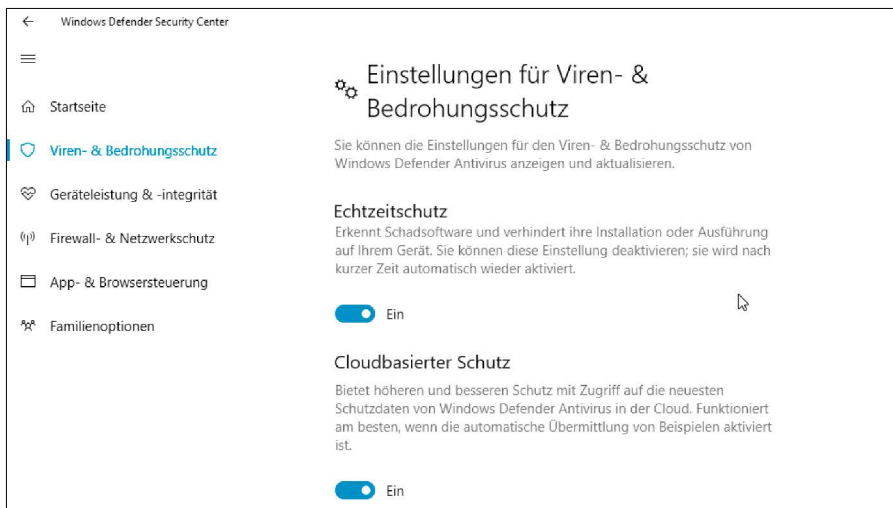 Windows Defender Security Center
Startseite
Viren- & Bedrohungsschutz
Geräteleistung & -integrität
Firewall- & Netzwerkschutz
App- & Browsersteuerung
Familienoptionen
Einstellungen für Viren- &
Bedrohungsschutz
Sie können die Einstellungen für den Viren- & Bedrohungsschutz von
Windows Defender Antivirus anzeigen und aktualisieren.
Echtzeitschutz
Erkennt Schadsoftware und verhindert ihre Installation oder Ausführung
auf Ihrem Gerät. Sie können diese Einstellung deaktivieren; sie wird nach
kurzer Zeit automatisch wieder aktiviert.
Ein
Cloudbasierter Schutz
Bietet höheren und besseren Schutz mit Zugriff auf die neuesten
Schutzdaten von Windows Defender Antivirus in der Cloud. Funktioniert
am besten, wenn die automatische Übermittlung von Beispielen aktiviert
ist.
Ein